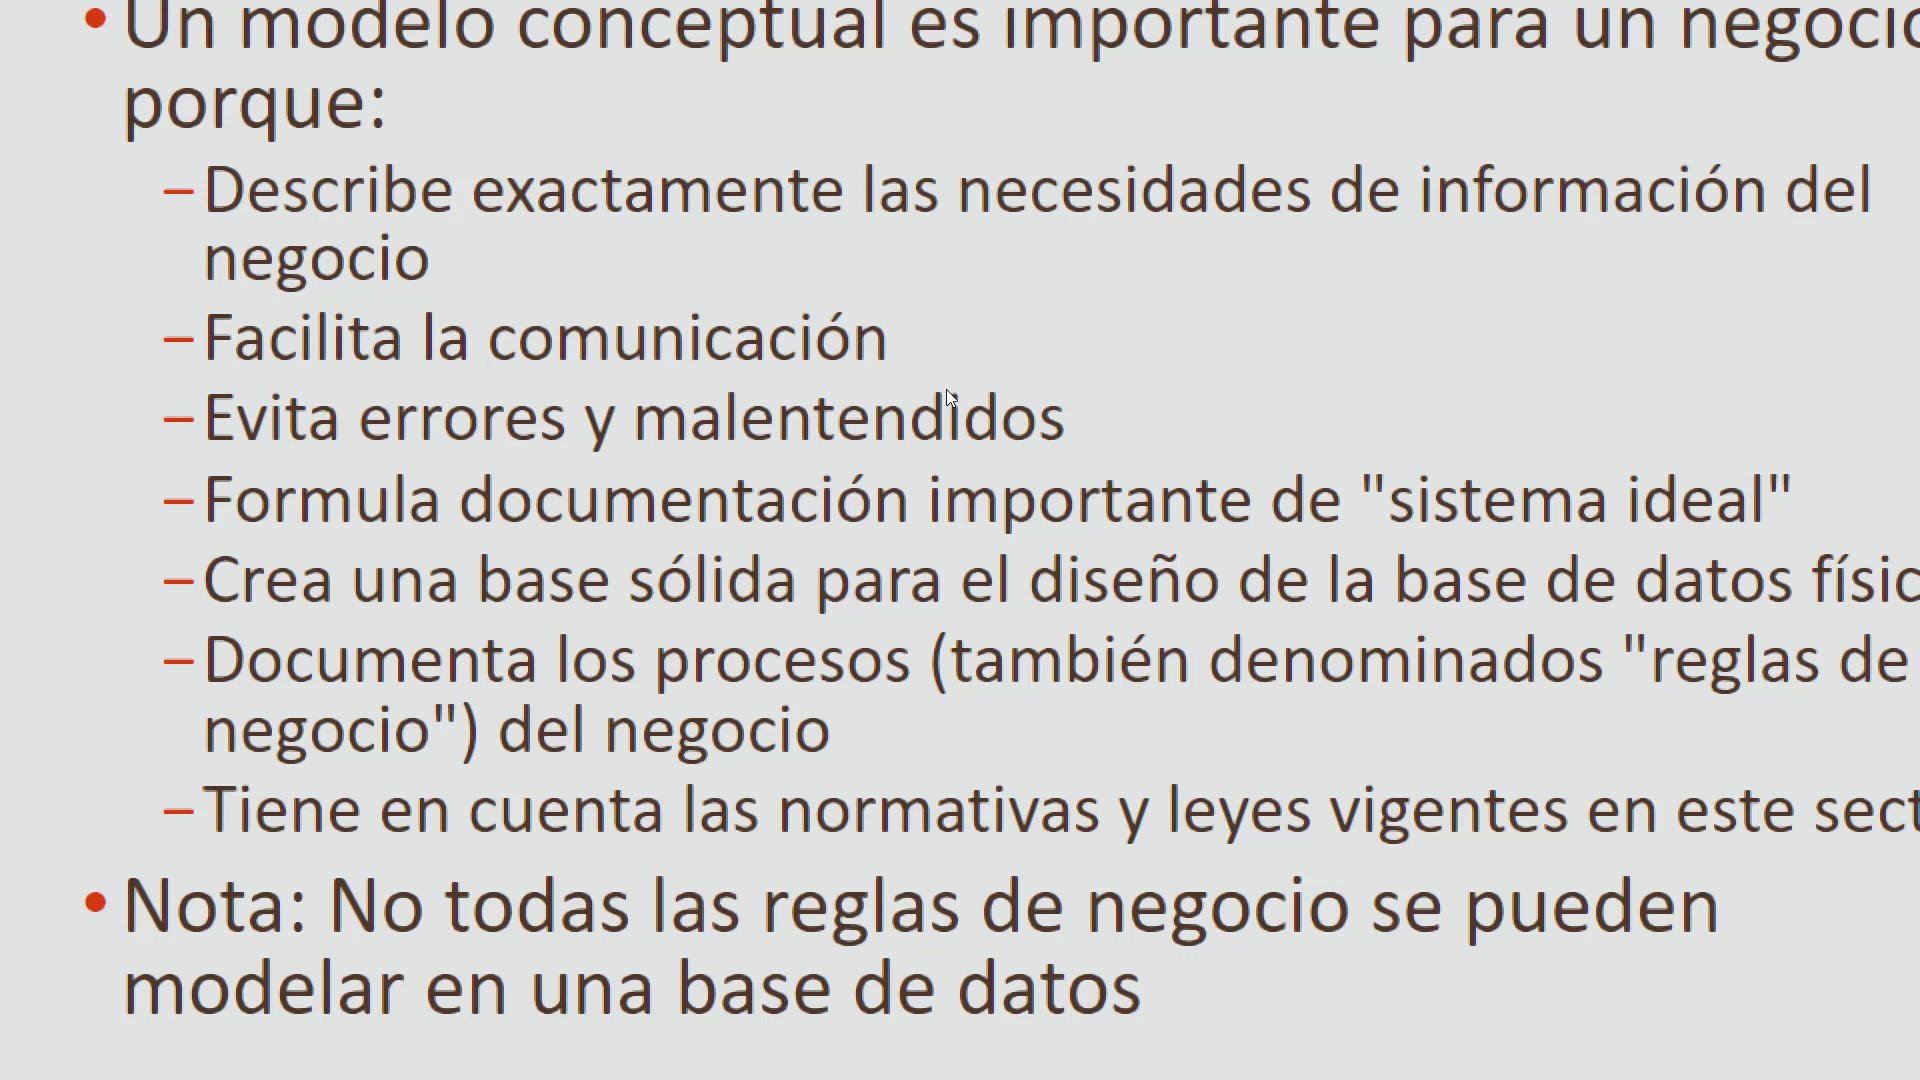 • Un modelo conceptual es importante para un negocio
porque:
– Describe exactamente las necesidades de información del
negocio
– Facilita la comunicación
– Evita errores y malentendidos
– Formula documentación importante de "sistema ideal"
– Crea una base sólida para el diseño de la base de datos físic
– Documenta los procesos (también denominados "reglas de
negocio") del negocio
– Tiene en cuenta las normativas y leyes vigentes en este sect
• Nota: No todas las reglas de negocio se pueden
modelar en una base de datos